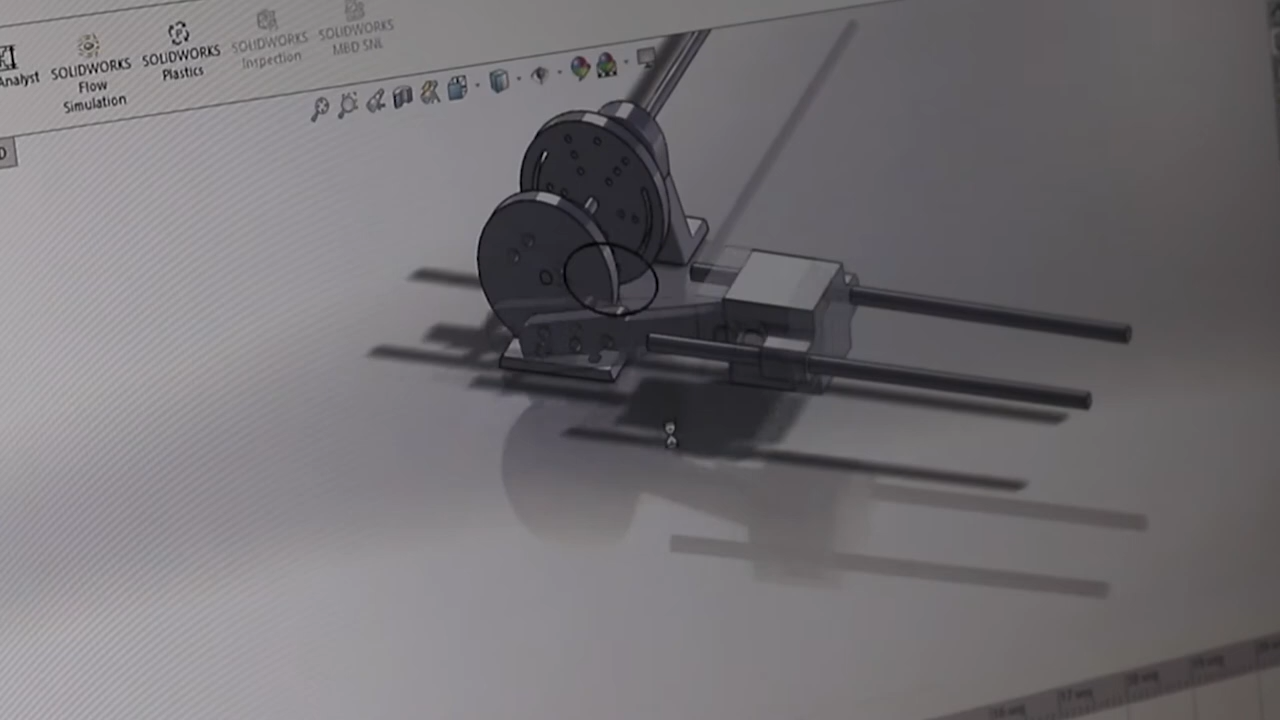 Analyst
SOLIDWORKS
Flow
Simulation
SOLIDWORKS
Plastics
SOLIDWORKS
Inspection
SOLIDWORKS
MBD SNL